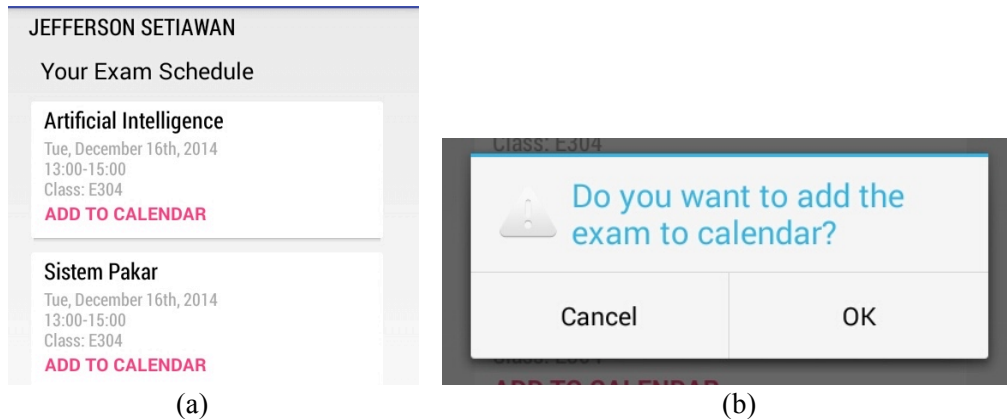 JEFFERSON SETIAWAN
Your Exam Schedule
Artificial Intelligence
Tue, December 16th, 2014
13:00-15:00
Class: E304
ADD TO CALENDAR
Sistem Pakar
Tue, December 16th, 2014
13:00-15:00
Class: E304
ADD TO CALENDAR
(a)
Class: E304
Do you want to add the
exam to calendar?
Cancel
OK
Class: E304
ADD TO CALENDAR
(b)